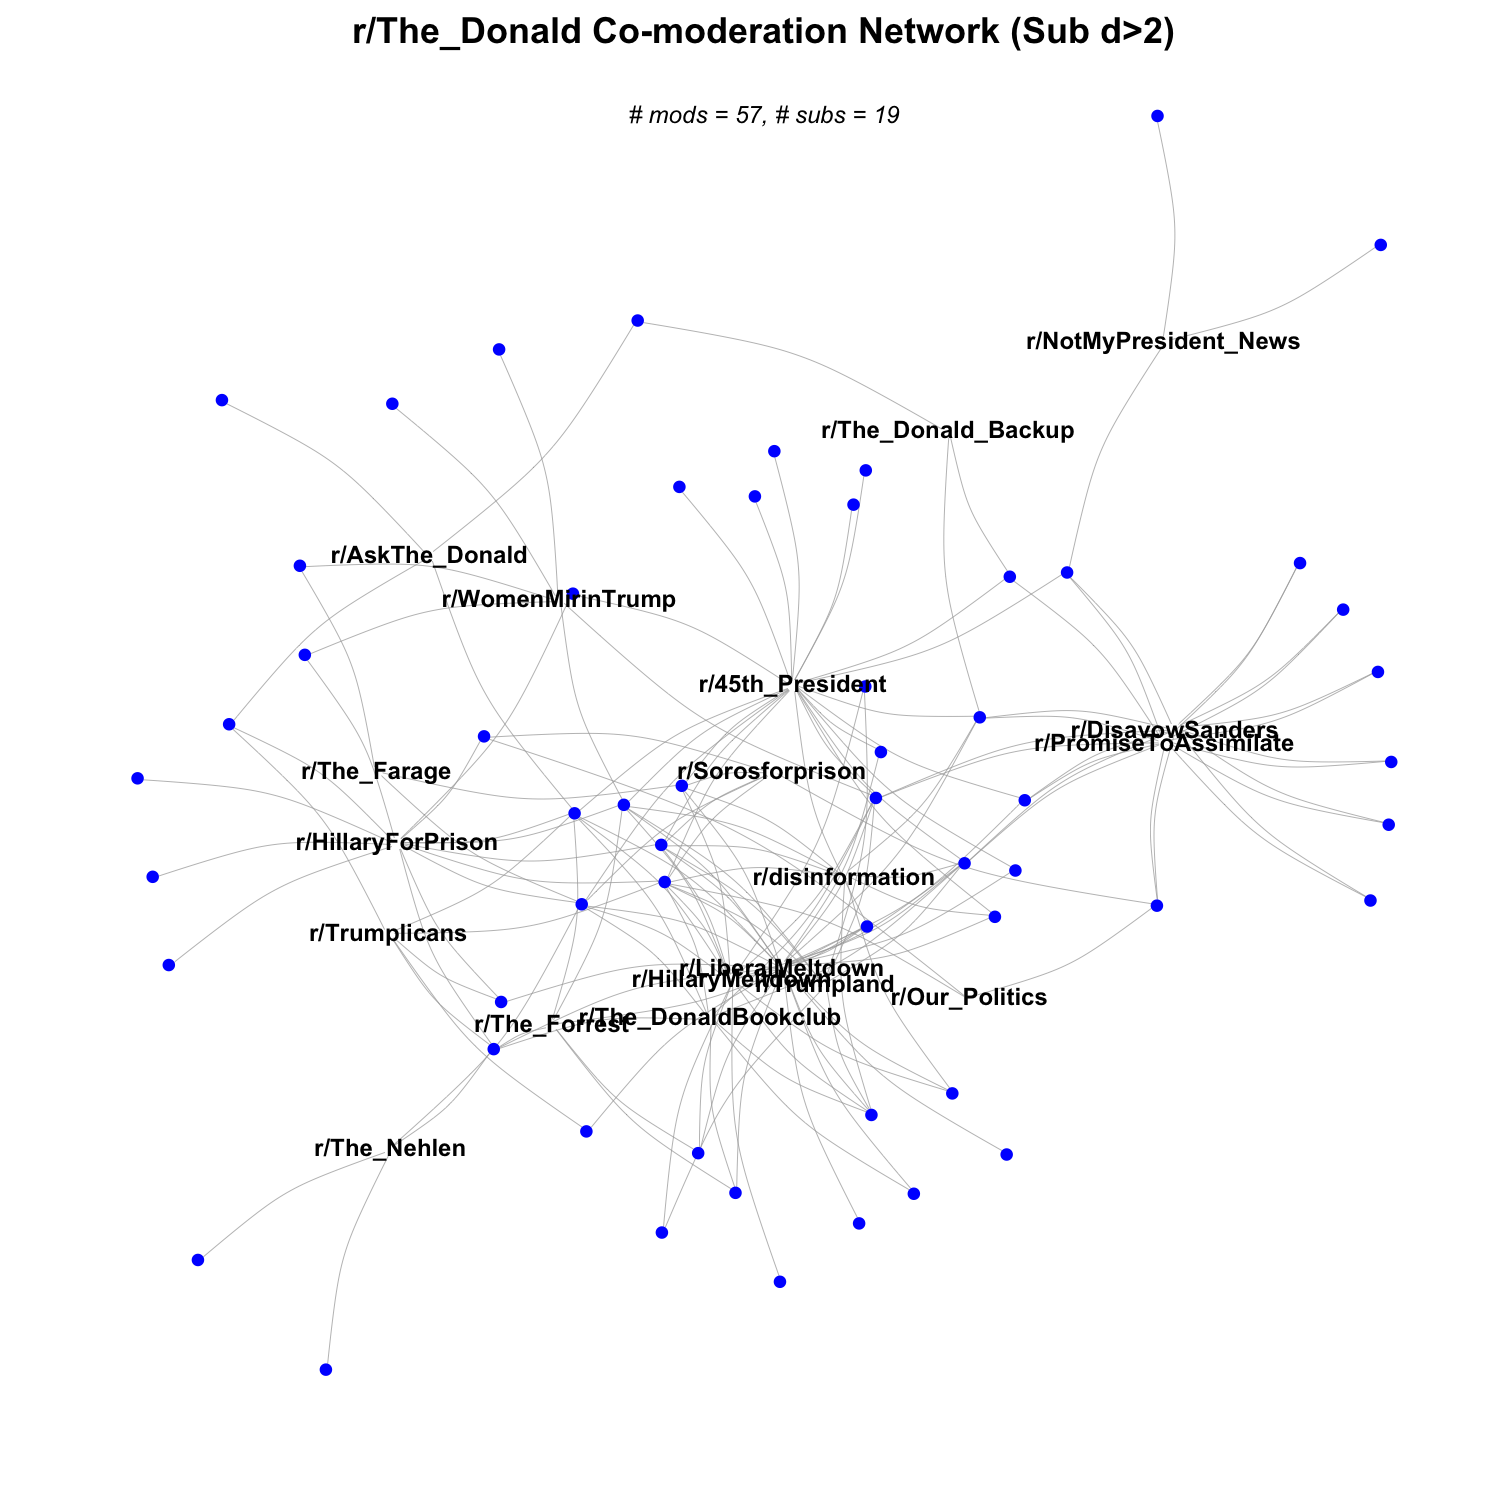 r/The_Donald Co-moderation Network (Sub d>2)
# mods = 57, # subs = 19
r/NotMyPresident_News
r/The_Donald_Backup
r/AskThe_Donald
r/WomenMirinTrump
r/45th_President
r/DisavowSanders
r/PromiseToAssimilate
r/The_Farage
r/Sorosforprison
r/HillaryForPrison
r/disinformation
r/Trumplicans
r/LiberalMeltdown
r/HillaryMeltdown
r/Trumpland
r/Our_Politics
r/The_DonaldBookclub
r/The_Forrest
r/The_Nehlen